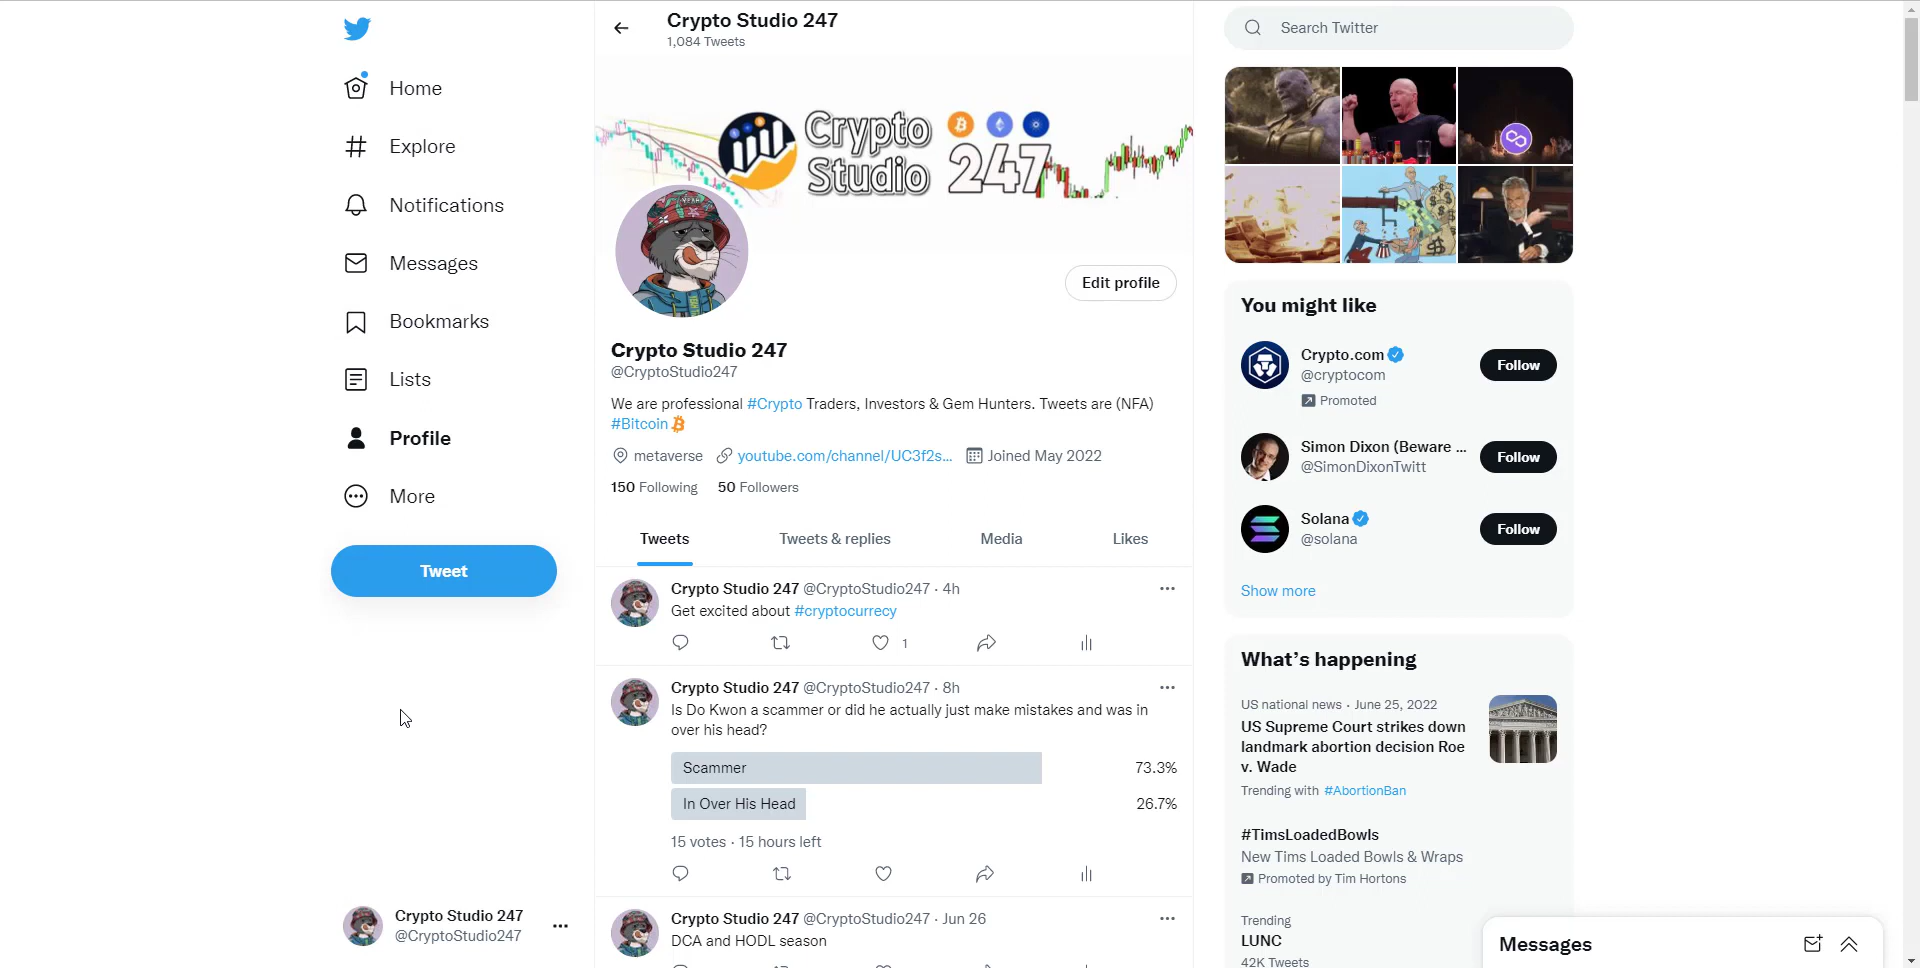 Home
Explore
Notifications
Messages
Bookmarks
Lists
Profile
More
Tweet
Crypto Studio 247
@CryptoStudio247
Crypto Studio 247
1,084 Tweets
Crypto
Studio 247
Edit profile
Crypto Studio 247
@CryptoStudio247
We are professional #Crypto Traders, Investors & Gem Hunters. Tweets are (NFA)
#Bitcoin
metaverse youtube.com/channel/UC3f2s... Joined May 2022
150 Following 50 Followers
Tweets Tweets & replies Media Likes
Crypto Studio 247 @CryptoStudio247 · 4h
Get excited about #cryptocurrecy
1
Crypto Studio 247 @CryptoStudio247 · 8h
Is Do Kwon a scammer or did he actually just make mistakes and was in
over his head?
Scammer 73.3%
In Over His Head 26.7%
15 votes · 15 hours left
Crypto Studio 247 @CryptoStudio247 · Jun 26
DCA and HODL season
Search Twitter
You might like
Crypto.com
@cryptocom
Follow
Promoted
Simon Dixon (Beware ...
@SimonDixonTwitt
Follow
Solana
@solana
Follow
Show more
What's happening
US national news · June 25, 2022
US Supreme Court strikes down
landmark abortion decision Roe
v. Wade
Trending with #AbortionBan
#TimsLoadedBowls
New Tims Loaded Bowls & Wraps
Promoted by Tim Hortons
Trending
LUNC
42K Tweets
Messages